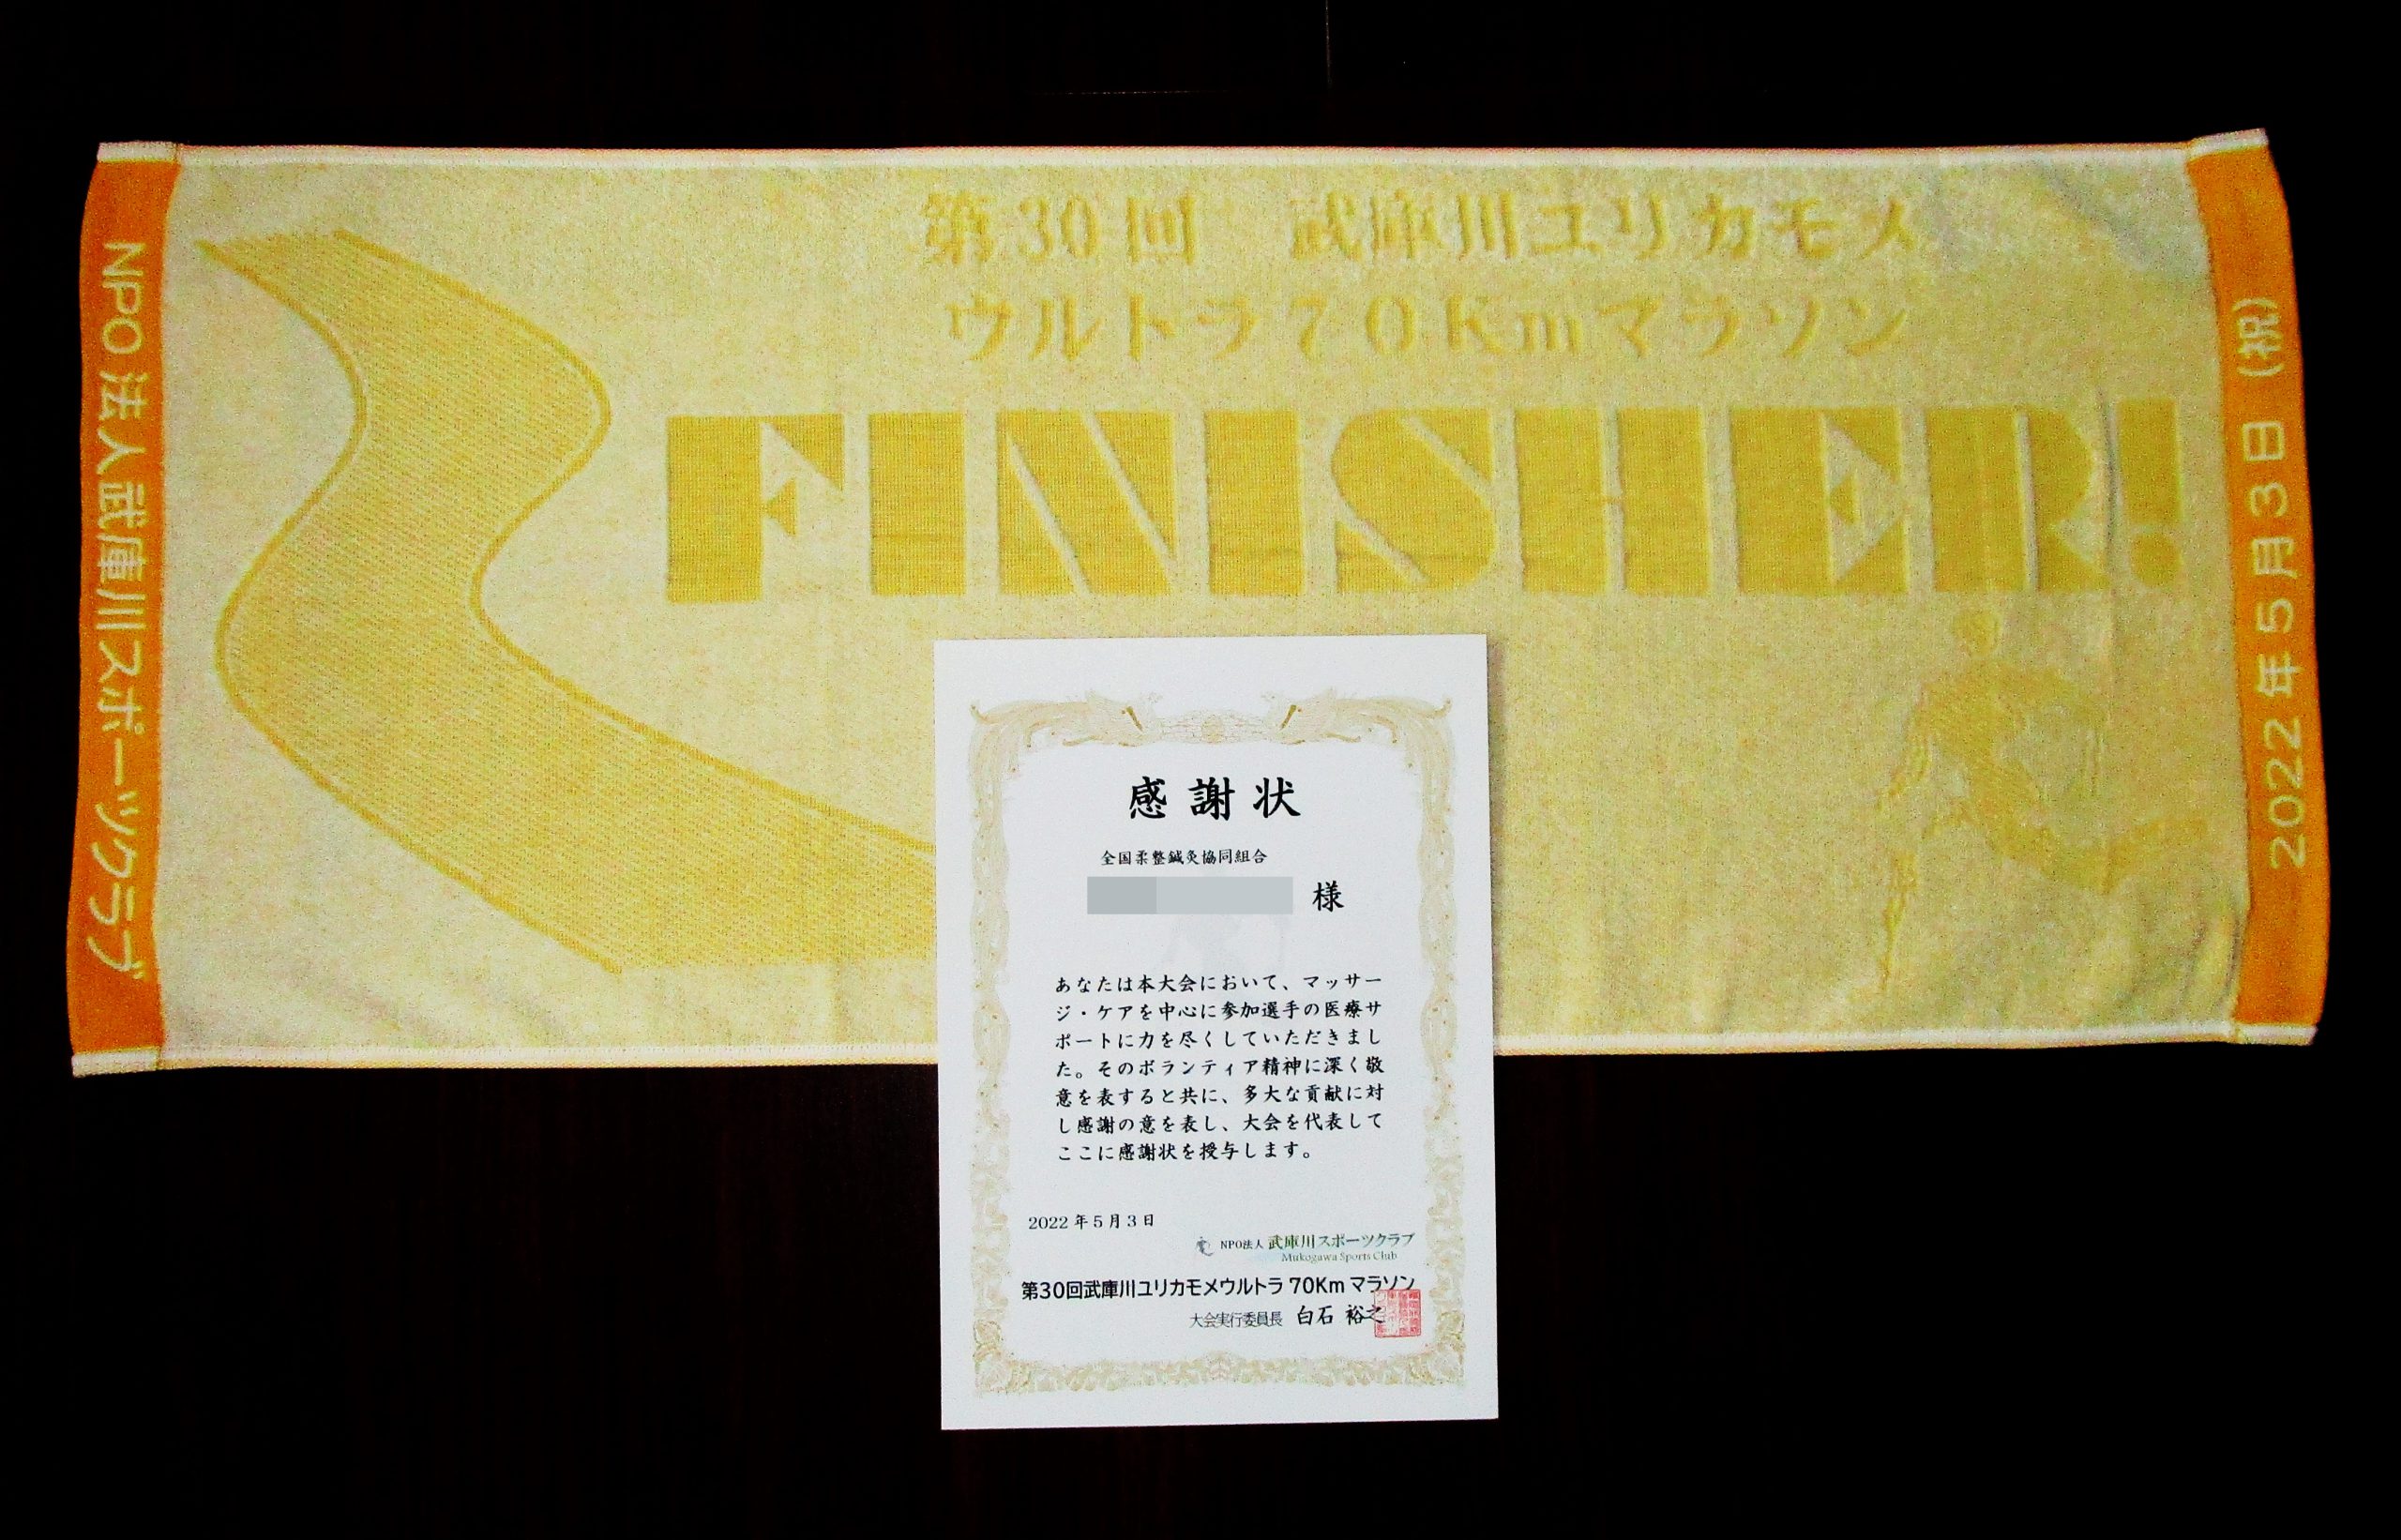 NPO法人武庫川スポーツクラブ
第30回 武庫川ユリカモメ
ウルトラ70Kmマラソン
FINISHER!
2022年5月3日(祝)
感謝状
全国柔整鍼灸協同組合
様
あなたは本大会において、マッサー
ジ・ケアを中心に参加選手の医療サ
ポートに力を尽くしていただきまし
た。そのボランティア精神に深く敬
意を表すると共に、多大な貢献に対
し感謝の意を表し、大会を代表して
ここに感謝状を授与します。
2022年5月3日
NPO法人 武庫川スポーツクラブ
Mukogawa Sports Club
第30回武庫川ユリカモメウルトラ70Kmマラソン
大会実行委員長 白石 裕之